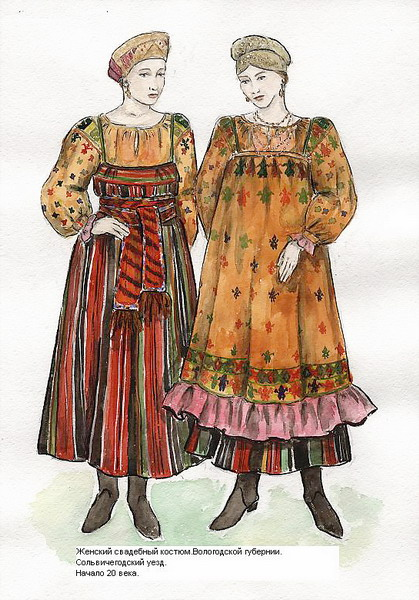 Женский свадебный костюм.Вологодской губернии.
Сольвичегодский уезд.
Начало 20 века.